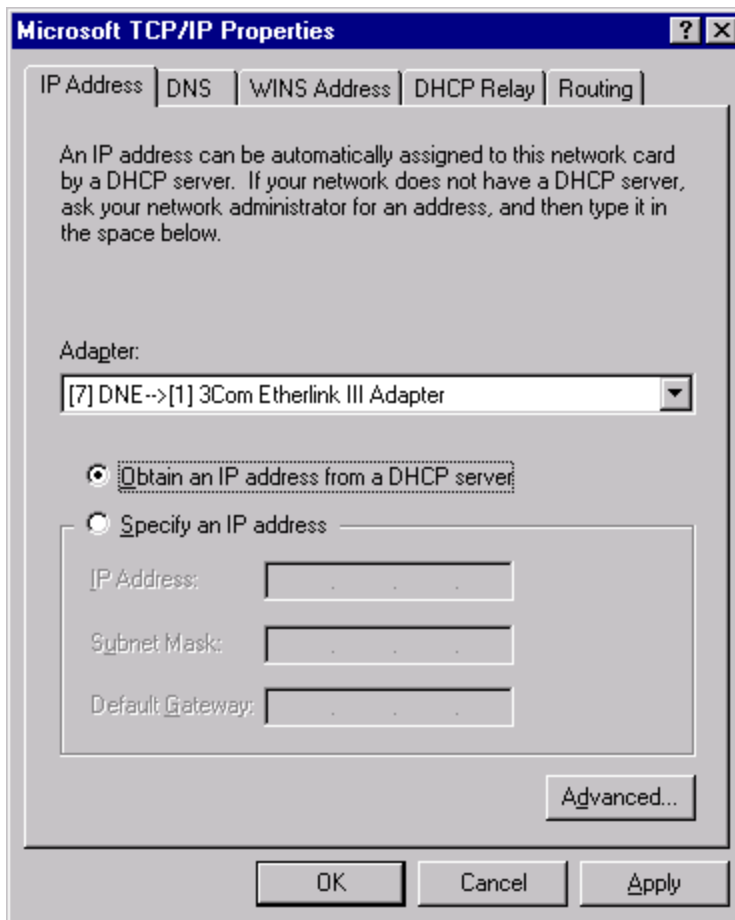 Microsoft TCP/IP Properties
IP Address DNS WINS Address DHCP Relay Routing
An IP address can be automatically assigned to this network card
by a DHCP server.  If your network does not have a DHCP server,
ask your network administrator for an address, and then type it in
the space below.
Adapter:
[7] DNE-->[1] 3Com Etherlink III Adapter
Obtain an IP address from a DHCP server
Specify an IP address
IP Address:
Subnet Mask:
Default Gateway:
Advanced...
OK Cancel Apply